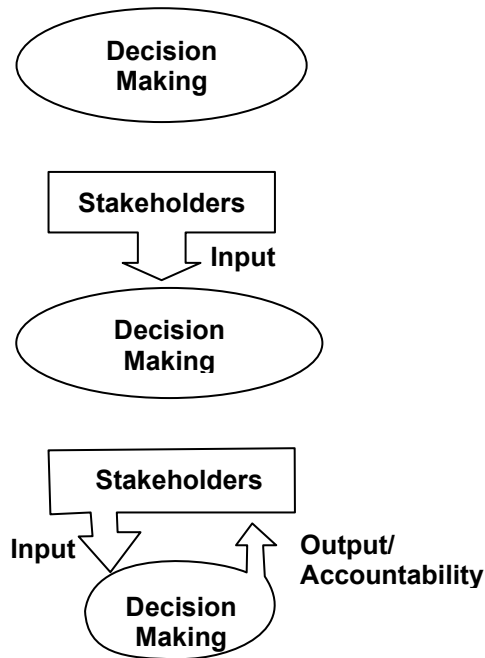 Decision
Making
Stakeholders
Input
Decision
Making
Stakeholders
Input
Output/
Accountability
Decision
Making